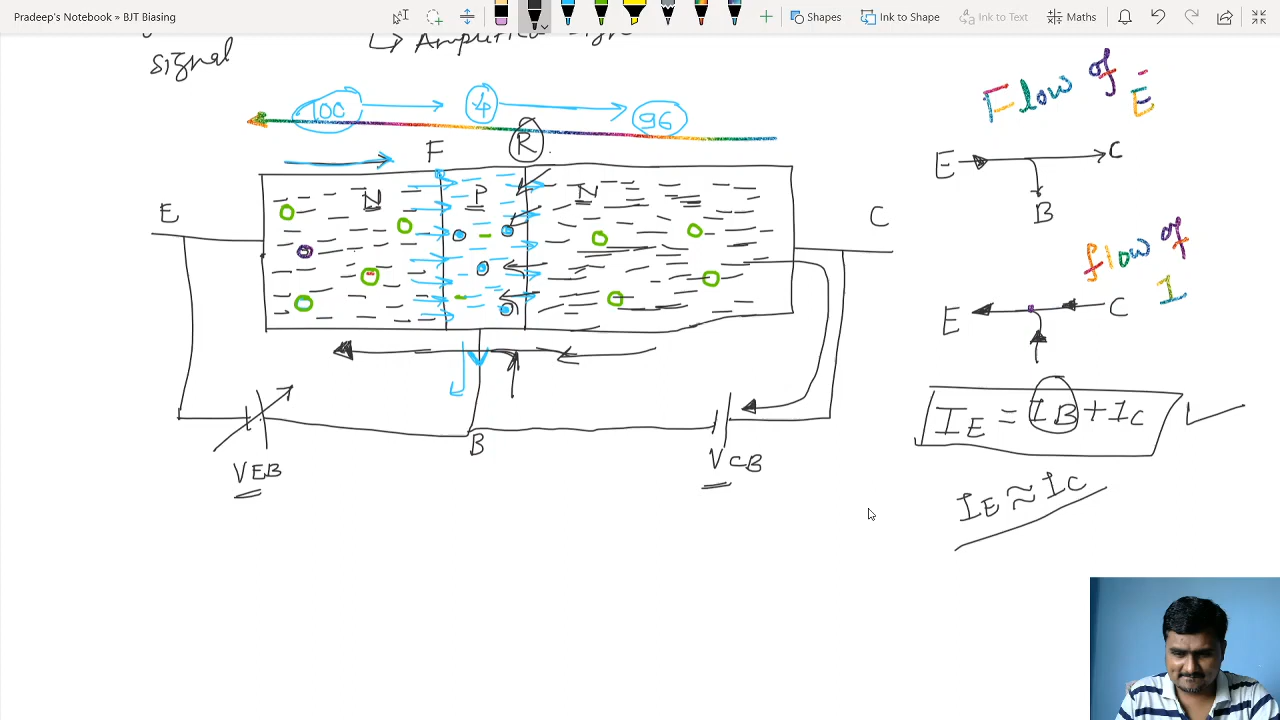 Pradeep's Notebook » BJT Biasing
Shapes
Ink to Shape
Ink to Text
Maths
signal
100
4
96
Flow of
E
F
R
E
C
B
E
N
P
N
C
flow of
I
E
C
IE = IB + IC
B
VEB
VCB
IE ≈ IC